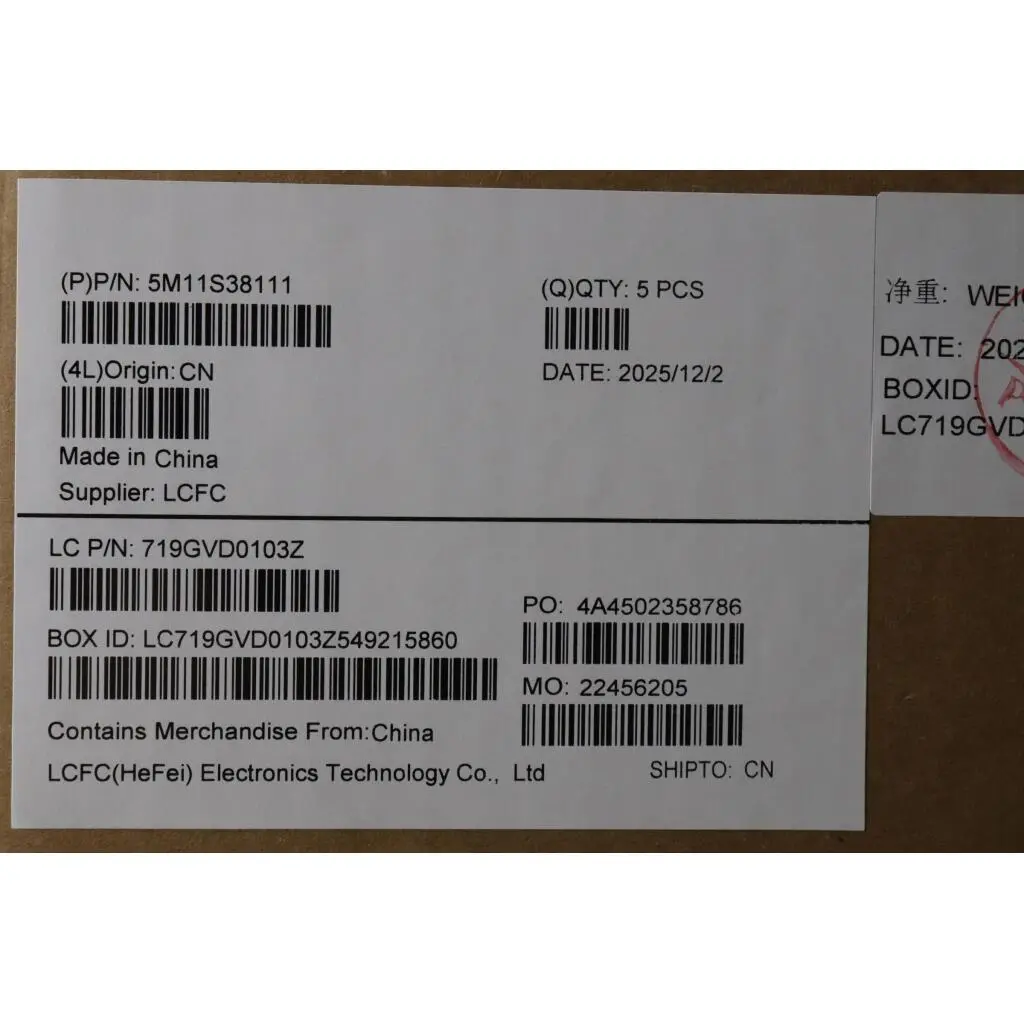 (P)P/N: 5M11S38111
(Q)QTY: 5 PCS
(4L)Origin: CN
DATE: 2025/12/2
Made in China
Supplier: LCFC
LC P/N: 719GVD0103Z
PO: 4A4502358786
BOX ID: LC719GVD0103Z549215860
MO: 22456205
Contains Merchandise From:China
LCFC(HeFei) Electronics Technology Co., Ltd
SHIPTO: CN
净重:
DATE: 202
BOXID:
LC719GVD